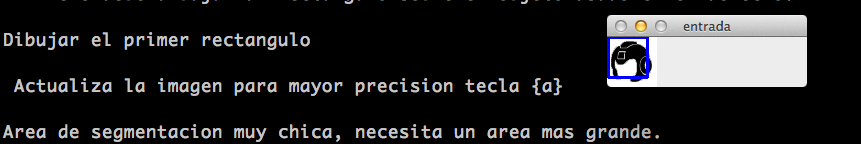 Dibujar el primer rectangulo
entrada
Actualiza la imagen para mayor precision tecla {a}
Area de segmentacion muy chica, necesita un area mas grande.